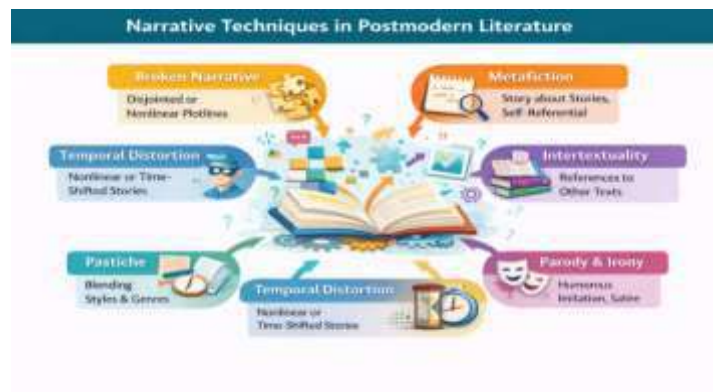 Narrative Techniques in Postmodern Literature
Broken Narrative
Disjointed or
Nonlinear Plotlines
Metafiction
Story about Stories,
Self-Referential
Temporal Distortion
Nonlinear or Time-
Shifted Stories
Intertextuality
References to
Other Texts
Pastiche
Blending
Styles & Genres
Temporal Distortion
Nonlinear or
Time-Shifted Stories
Parody & Irony
Humorous
Imitation, Satire